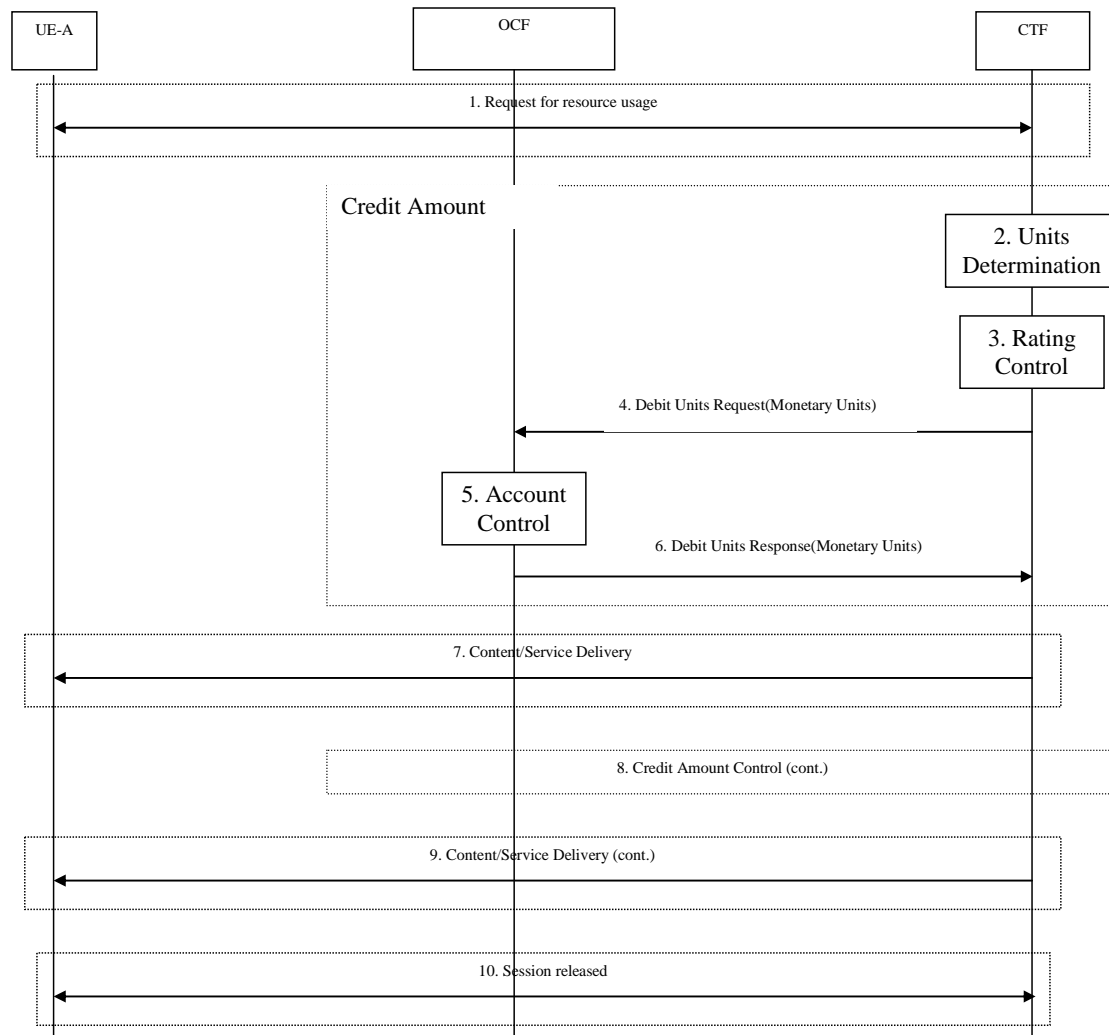 UE-A
OCF
CTF
1. Request for resource usage
Credit Amount
2. Units
Determination
3. Rating
Control
4. Debit Units Request(Monetary Units)
5. Account
Control
6. Debit Units Response(Monetary Units)
7. Content/Service Delivery
8. Credit Amount Control (cont.)
9. Content/Service Delivery (cont.)
10. Session released